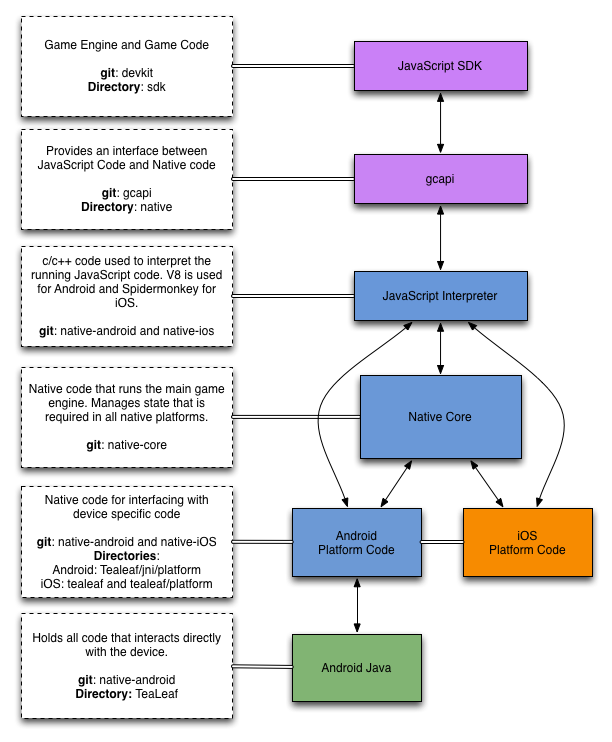 Game Engine and Game Code
git: devkit
Directory: sdk
JavaScript SDK
Provides an interface between
JavaScript Code and Native code
git: gcapi
Directory: native
gcapi
c/c++ code used to interpret the
running JavaScript code. V8 is used
for Android and Spidermonkey for
iOS.
git: native-android and native-ios
JavaScript Interpreter
Native code that runs the main game
engine. Manages state that is
required in all native platforms.
git: native-core
Native Core
Native code for interfacing with
device specific code
git: native-android and native-iOS
Directories:
Android: Tealeaf/jni/platform
iOS: tealeaf and tealeaf/platform
Android
Platform Code
iOS
Platform Code
Holds all code that interacts directly
with the device.
git: native-android
Directory: TeaLeaf
Android Java